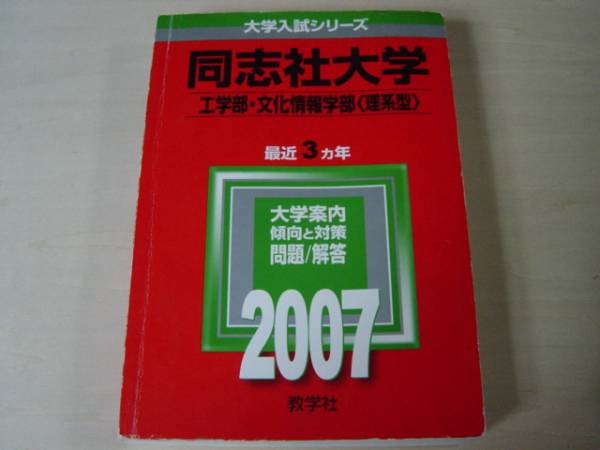 大学入試シリーズ
同志社大学
工学部・文化情報学部〈理系型〉
最近3ヵ年
大学案内
傾向と対策
問題/解答
2007
教学社